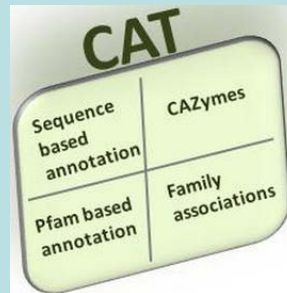 CAT
Sequence
based
annotation
CAZymes
Pfam based
annotation
Family
associations